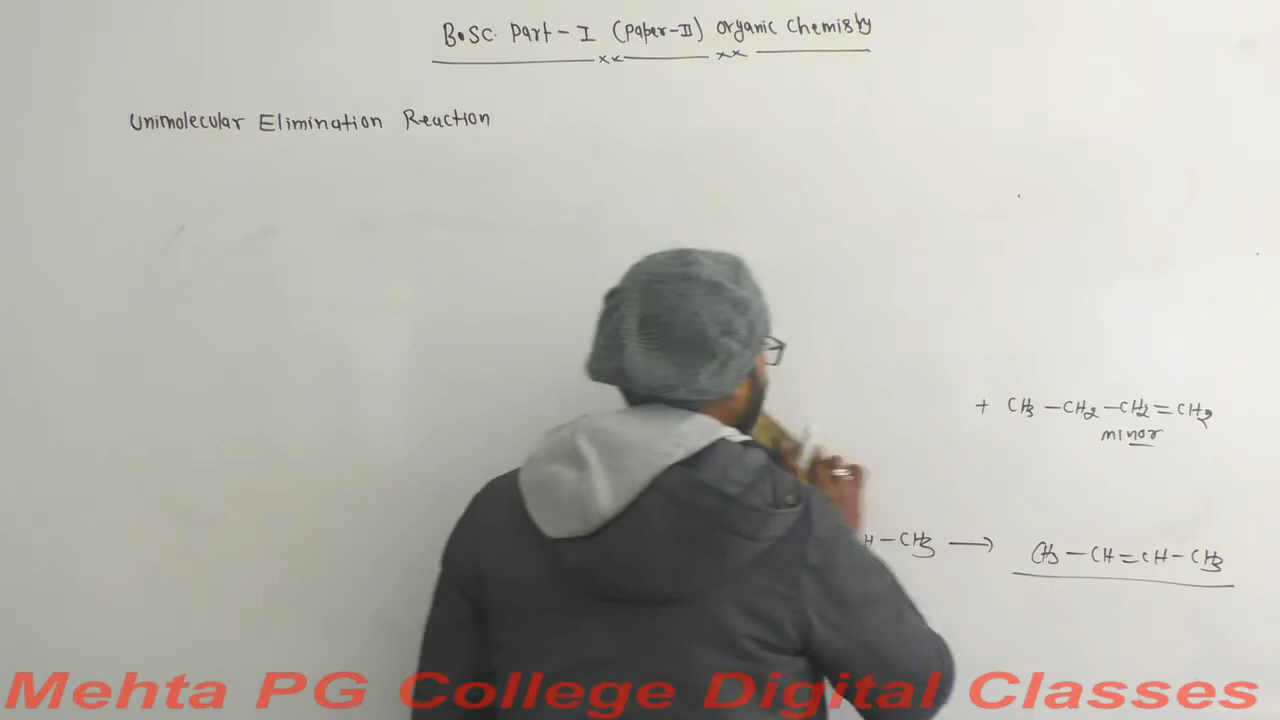 B.Sc. Part-I (Paper-II) Organic Chemistry
Unimolecular Elimination Reaction
+ CH3 - CH2 - CH2 = CH2
minor
H - CH3 → CH3 - CH = CH - CH3
Mehta PG College Digital Classes